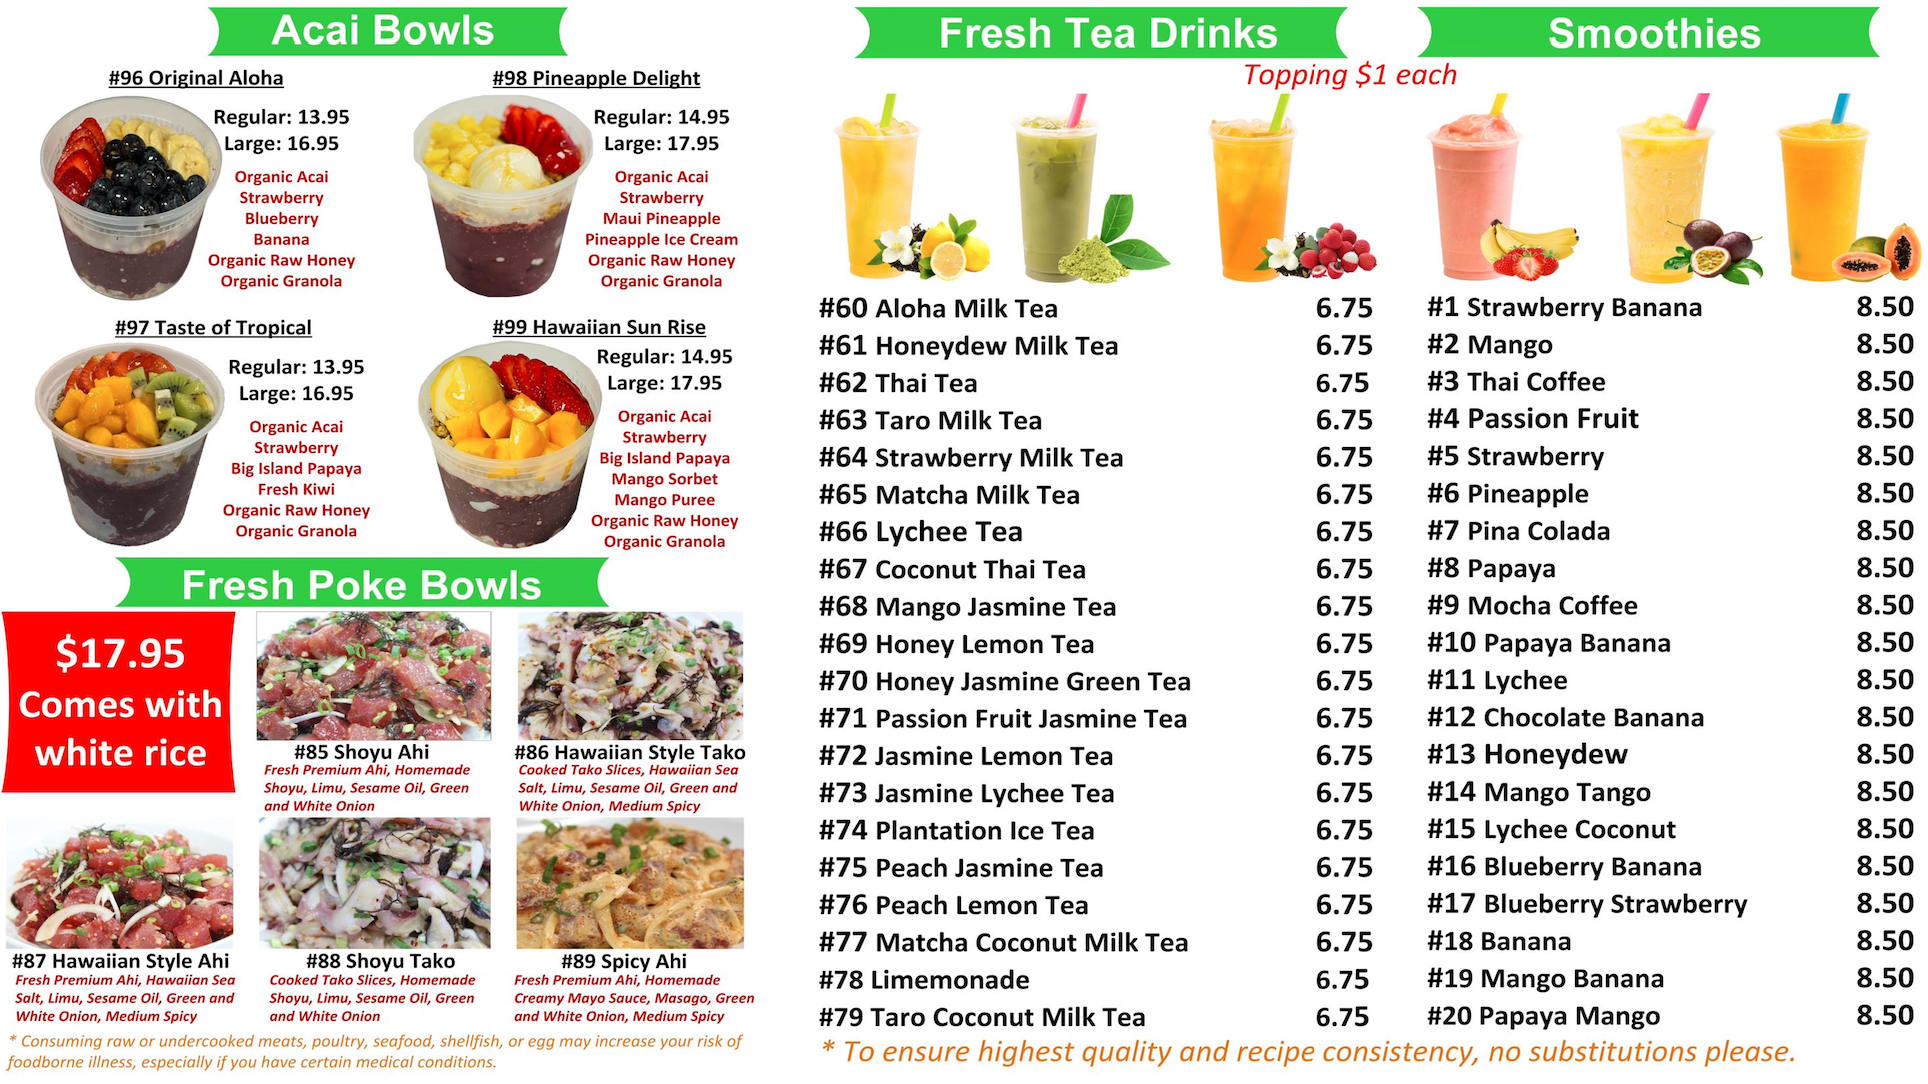 Acai Bowls
#96 Original Aloha
Regular: 13.95
Large: 16.95
Organic Acai
Strawberry
Blueberry
Banana
Organic Raw Honey
Organic Granola
#98 Pineapple Delight
Regular: 14.95
Large: 17.95
Organic Acai
Strawberry
Maui Pineapple
Pineapple Ice Cream
Organic Raw Honey
Organic Granola
#97 Taste of Tropical
Regular: 13.95
Large: 16.95
Organic Acai
Strawberry
Big Island Papaya
Fresh Kiwi
Organic Raw Honey
Organic Granola
#99 Hawaiian Sun Rise
Regular: 14.95
Large: 17.95
Organic Acai
Strawberry
Big Island Papaya
Mango Sorbet
Mango Puree
Organic Raw Honey
Organic Granola
Fresh Poke Bowls
$17.95
Comes with
white rice
#85 Shoyu Ahi
Fresh Premium Ahi, Homemade
Shoyu, Limu, Sesame Oil, Green
and White Onion
#86 Hawaiian Style Tako
Cooked Tako Slices, Hawaiian Sea
Salt, Limu, Sesame Oil, Green and
White Onion, Medium Spicy
#87 Hawaiian Style Ahi
Fresh Premium Ahi, Hawaiian Sea
Salt, Limu, Sesame Oil, Green and
White Onion, Medium Spicy
#88 Shoyu Tako
Cooked Tako Slices, Homemade
Shoyu, Limu, Sesame Oil, Green
and White Onion
#89 Spicy Ahi
Fresh Premium Ahi, Homemade
Creamy Mayo Sauce, Masago, Green
and White Onion, Medium Spicy
* Consuming raw or undercooked meats, poultry, seafood, shellfish, or egg may increase your risk of
foodborne illness, especially if you have certain medical conditions.
Fresh Tea Drinks
Topping $1 each
#60 Aloha Milk Tea 6.75
#61 Honeydew Milk Tea 6.75
#62 Thai Tea 6.75
#63 Taro Milk Tea 6.75
#64 Strawberry Milk Tea 6.75
#65 Matcha Milk Tea 6.75
#66 Lychee Tea 6.75
#67 Coconut Thai Tea 6.75
#68 Mango Jasmine Tea 6.75
#69 Honey Lemon Tea 6.75
#70 Honey Jasmine Green Tea 6.75
#71 Passion Fruit Jasmine Tea 6.75
#72 Jasmine Lemon Tea 6.75
#73 Jasmine Lychee Tea 6.75
#74 Plantation Ice Tea 6.75
#75 Peach Jasmine Tea 6.75
#76 Peach Lemon Tea 6.75
#77 Matcha Coconut Milk Tea 6.75
#78 Limemonade 6.75
#79 Taro Coconut Milk Tea 6.75
Smoothies
#1 Strawberry Banana 8.50
#2 Mango 8.50
#3 Thai Coffee 8.50
#4 Passion Fruit 8.50
#5 Strawberry 8.50
#6 Pineapple 8.50
#7 Pina Colada 8.50
#8 Papaya 8.50
#9 Mocha Coffee 8.50
#10 Papaya Banana 8.50
#11 Lychee 8.50
#12 Chocolate Banana 8.50
#13 Honeydew 8.50
#14 Mango Tango 8.50
#15 Lychee Coconut 8.50
#16 Blueberry Banana 8.50
#17 Blueberry Strawberry 8.50
#18 Banana 8.50
#19 Mango Banana 8.50
#20 Papaya Mango 8.50
* To ensure highest quality and recipe consistency, no substitutions please.